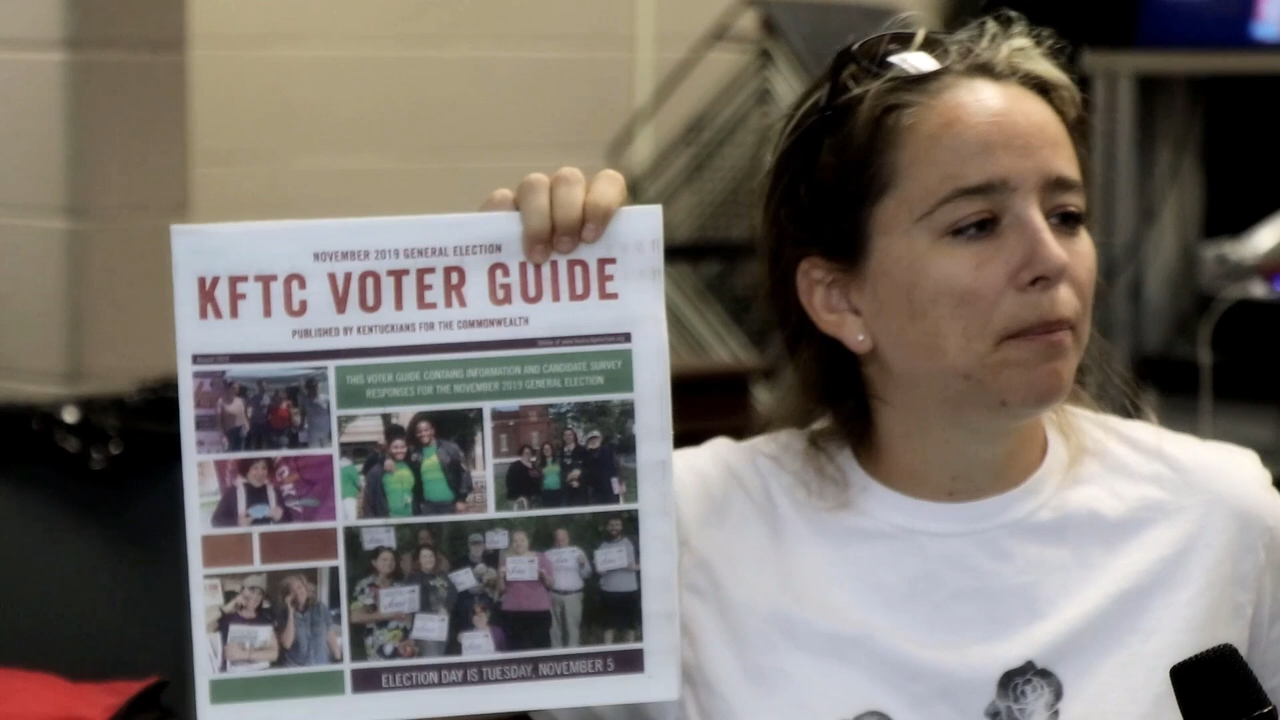 NOVEMBER 2019 GENERAL ELECTION
KFTC VOTER GUIDE
PUBLISHED BY KENTUCKIANS FOR THE COMMONWEALTH
THIS VOTER GUIDE CONTAINS INFORMATION AND CANDIDATE SURVEY
RESPONSES FOR THE NOVEMBER 2019 GENERAL ELECTION
ELECTION DAY IS TUESDAY, NOVEMBER 5